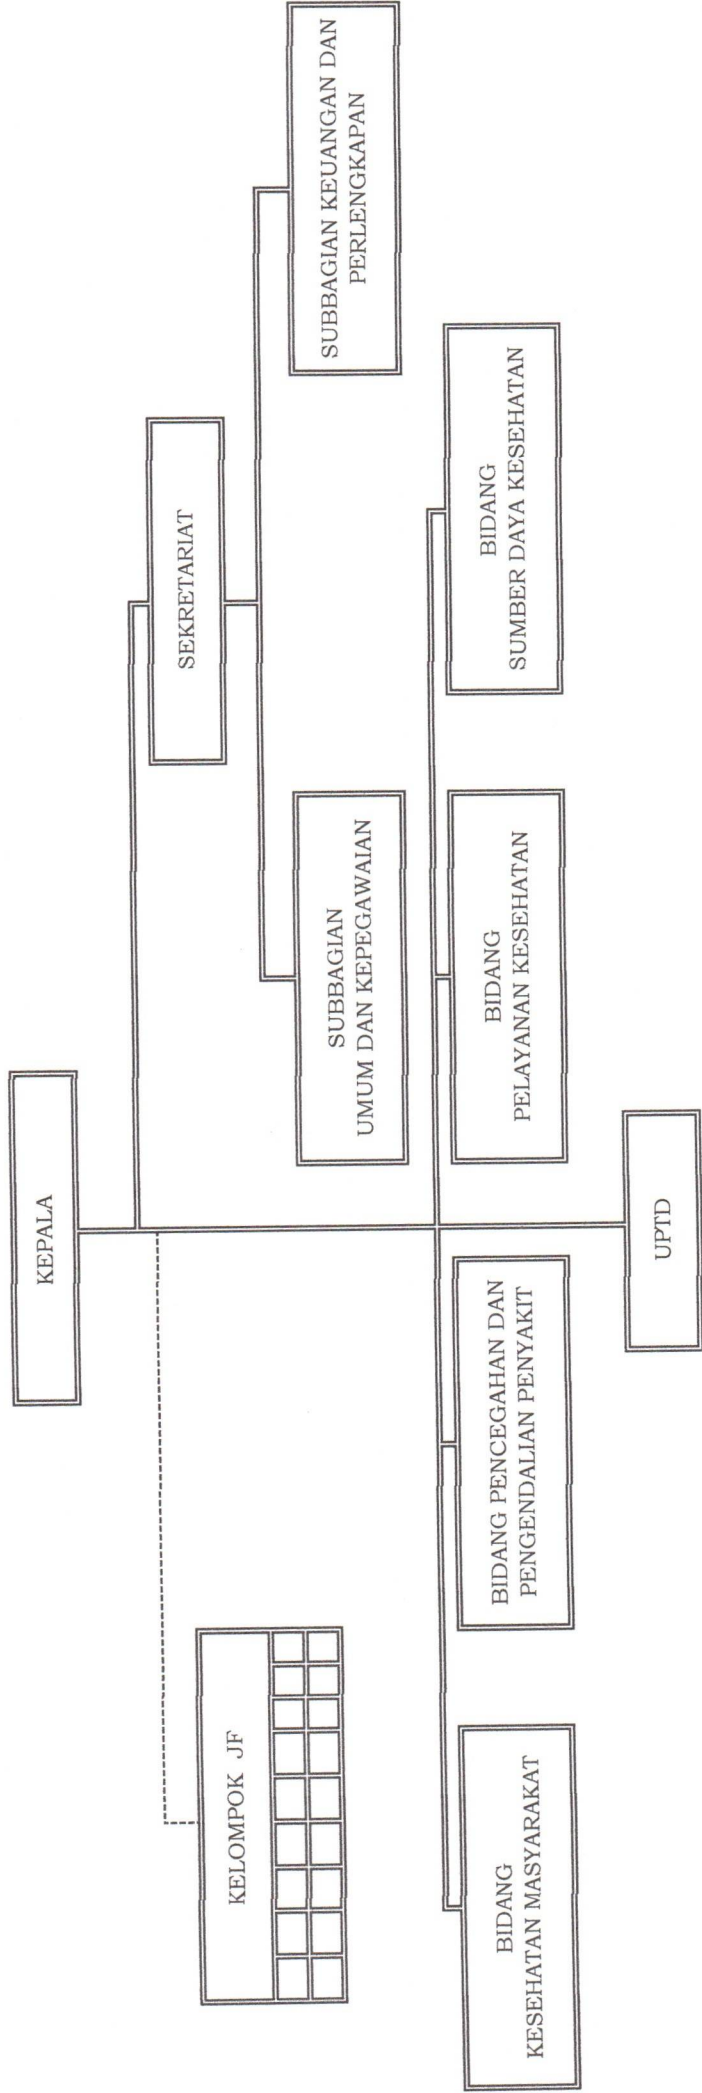 KEPALA
SEKRETARIAT
KELOMPOK JF
SUBBAGIAN
UMUM DAN KEPEGAWAIAN
SUBBAGIAN KEUANGAN DAN
PERLENGKAPAN
BIDANG
KESEHATAN MASYARAKAT
BIDANG PENCEGAHAN DAN
PENGENDALIAN PENYAKIT
BIDANG
PELAYANAN KESEHATAN
BIDANG
SUMBER DAYA KESEHATAN
UPTD